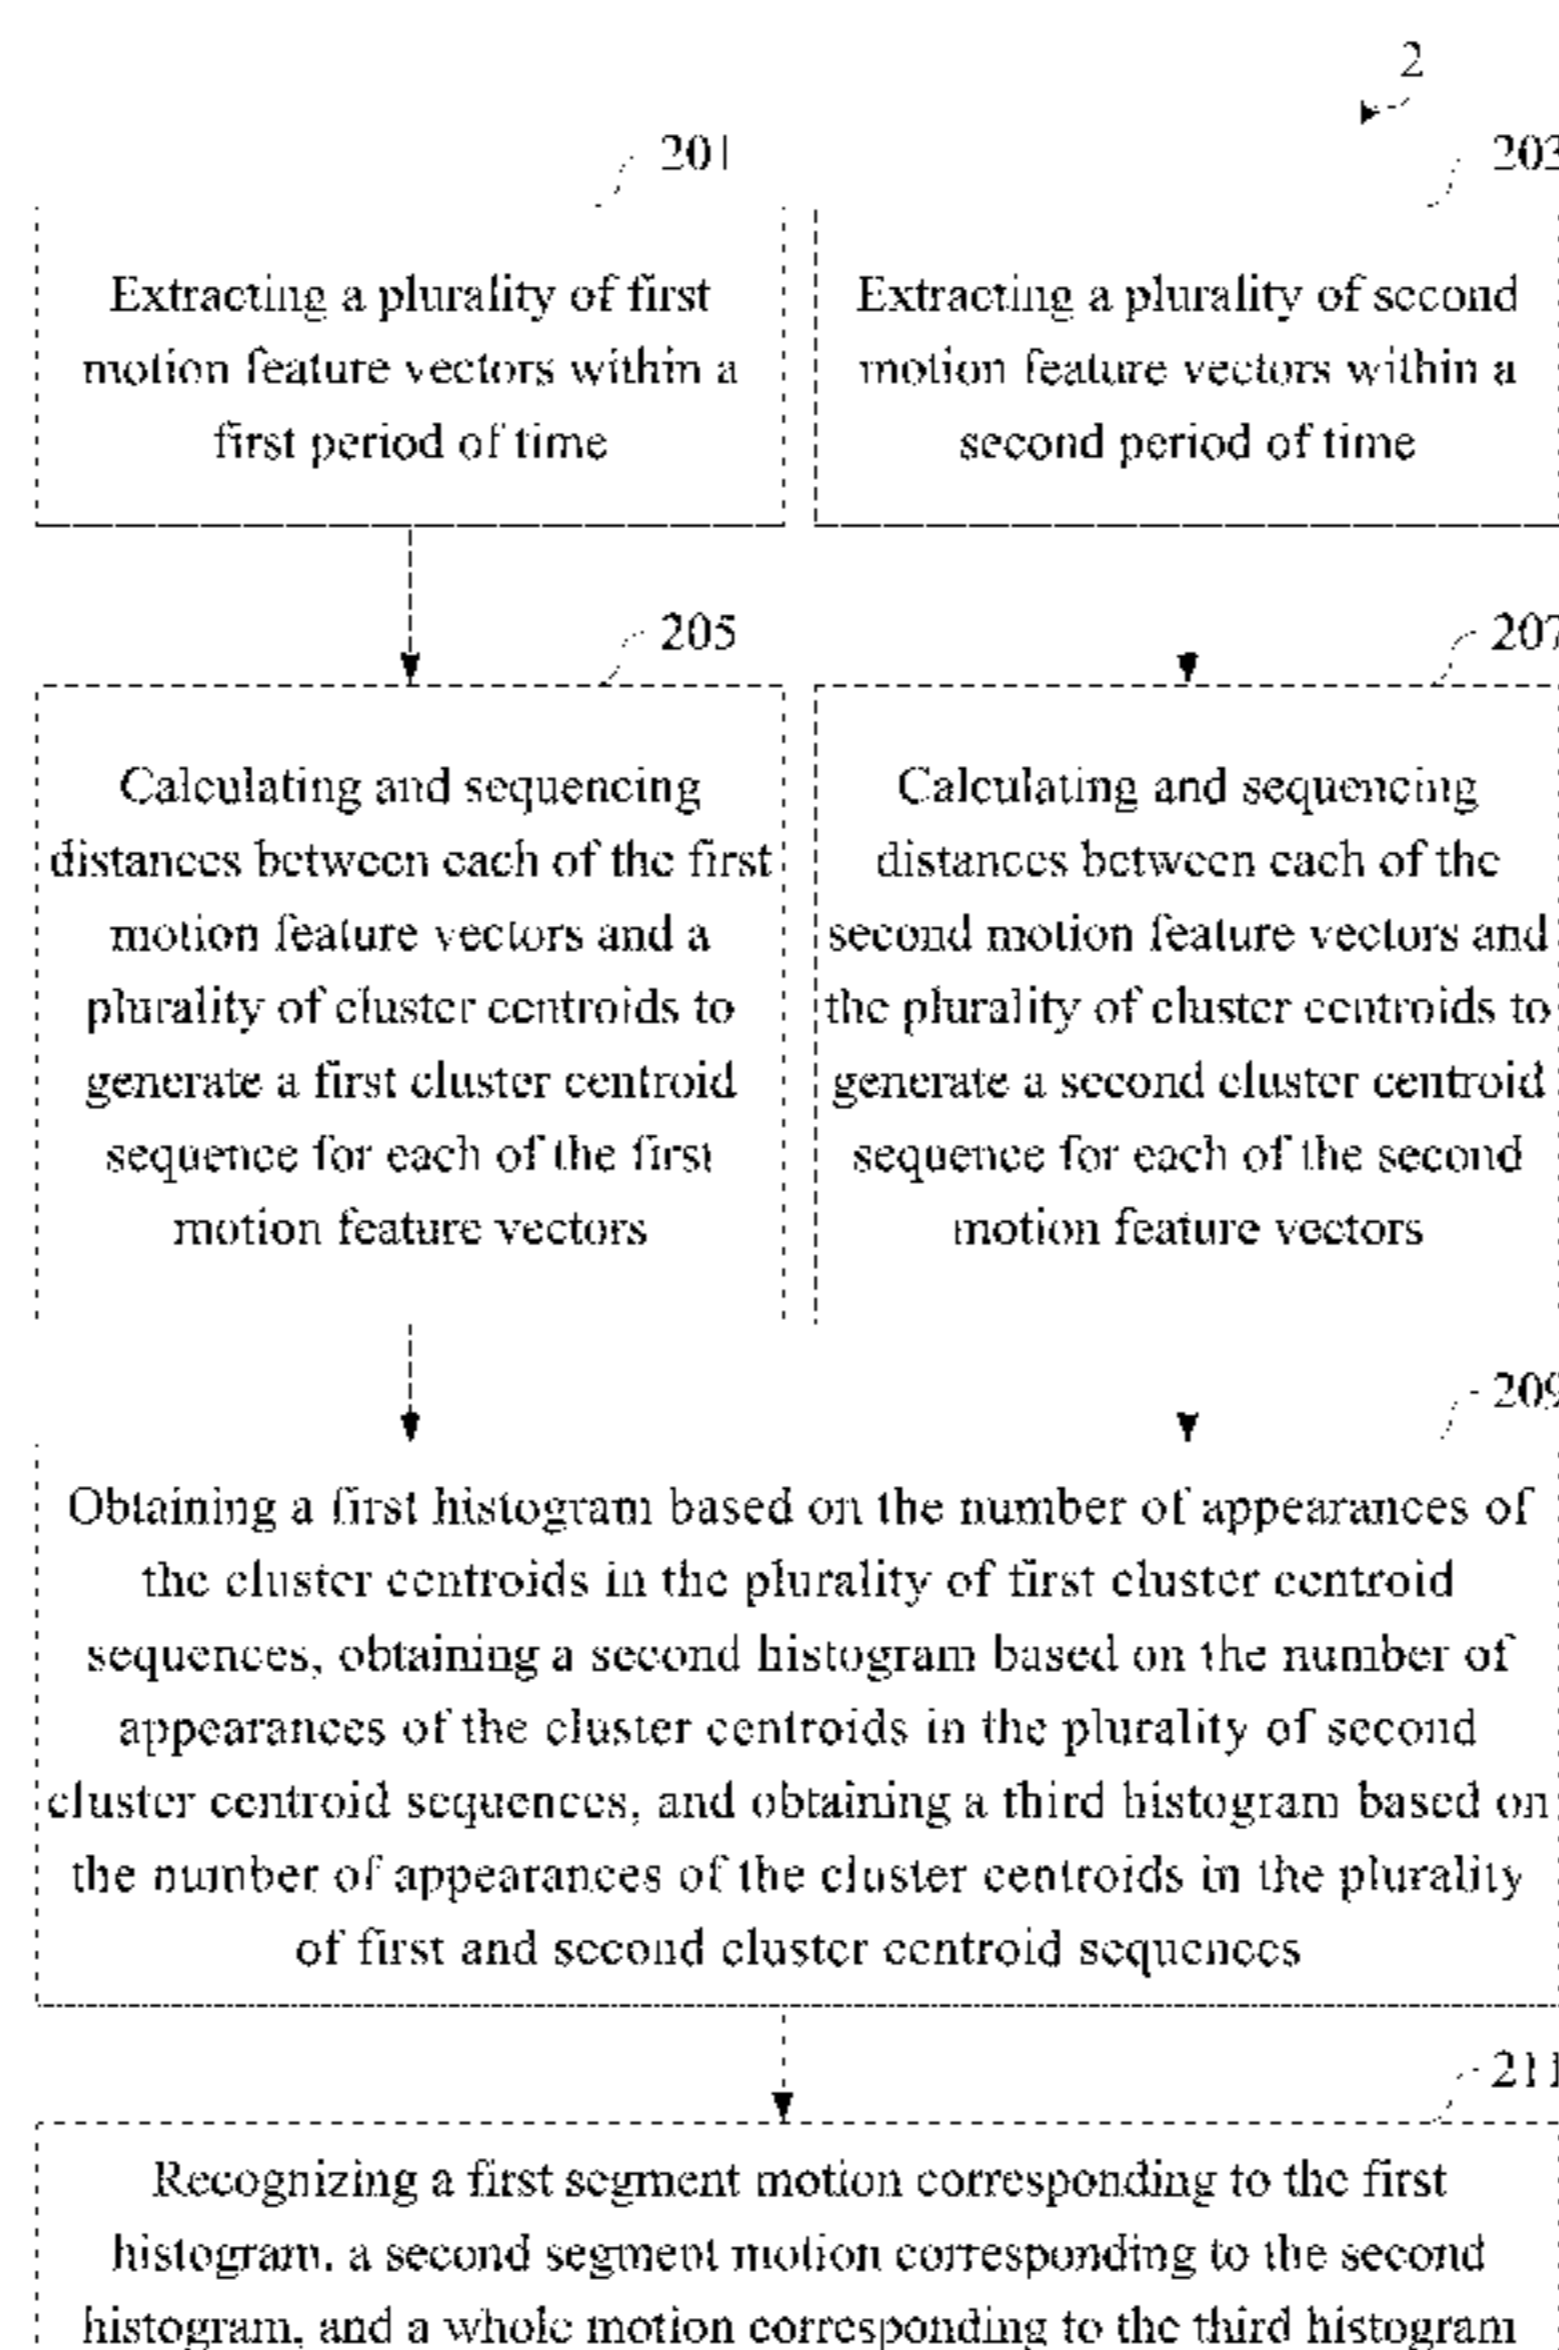 2
201
203
Extracting a plurality of first
motion feature vectors within a
first period of time
Extracting a plurality of second
motion feature vectors within a
second period of time
205
207
Calculating and sequencing
distances between each of the first
motion feature vectors and a
plurality of cluster centroids to
generate a first cluster centroid
sequence for each of the first
motion feature vectors
Calculating and sequencing
distances between each of the
second motion feature vectors and
the plurality of cluster centroids to
generate a second cluster centroid
sequence for each of the second
motion feature vectors
209
Obtaining a first histogram based on the number of appearances of
the cluster centroids in the plurality of first cluster centroid
sequences, obtaining a second histogram based on the number of
appearances of the cluster centroids in the plurality of second
cluster centroid sequences, and obtaining a third histogram based on
the number of appearances of the cluster centroids in the plurality
of first and second cluster centroid sequences
211
Recognizing a first segment motion corresponding to the first
histogram, a second segment motion corresponding to the second
histogram, and a whole motion corresponding to the third histogram